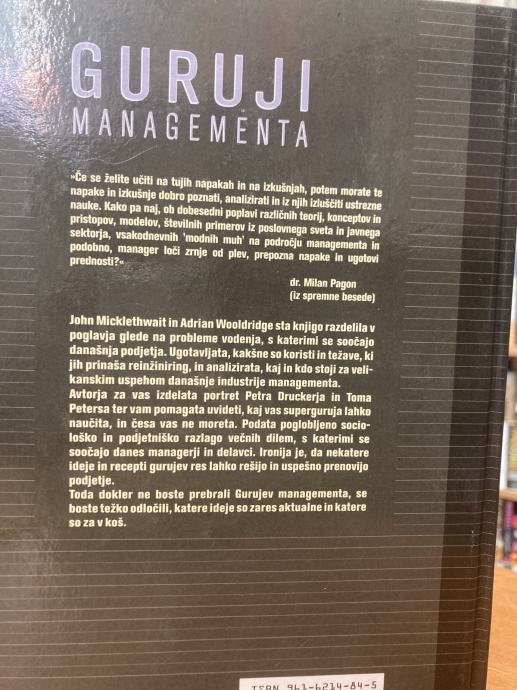 GURUJI
MANAGEMENTA
»Če se želite učiti na tujih napakah in na izkušnjah, potem morate te
napake in izkušnje dobro poznati, analizirati in iz njih izluščiti ustrezne
nauke. Kako pa naj, ob dobesedni poplavi različnih teorij, konceptov in
pristopov, modelov, številnih primerov iz poslovnega sveta in javnega
sektorja, vsakodnevnih 'modnih muh' na področju managementa in
podobno, manager loči zrnje od plev, prepozna napake in ugotovi
prednosti?«
dr. Milan Pagon
(iz spremne besede)
John Micklethwait in Adrian Wooldridge sta knjigo razdelila v
poglavja glede na probleme vodenja, s katerimi se soočajo
današnja podjetja. Ugotavljata, kakšne so koristi in težave, ki
jih prinaša reinžiniring, in analizirata, kaj in kdo stoji za veli-
kanskim uspehom današnje industrije managementa.
Avtorja za vas izdelata portret Petra Druckerja in Toma
Petersa ter vam pomagata uvideti, kaj vas superguruja lahko
naučita, in česa vas ne moreta. Podata poglobljeno socio-
loško in podjetniško razlago večnih dilem, s katerimi se
soočajo danes managerji in delavci. Ironija je, da nekatere
ideje in recepti gurujev res lahko rešijo in uspešno prenovijo
podjetje.
Toda dokler ne boste prebrali Gurujev managementa, se
boste težko odločili, katere ideje so zares aktualne in katere
so za v koš.
ISBN 961-6214-84-5